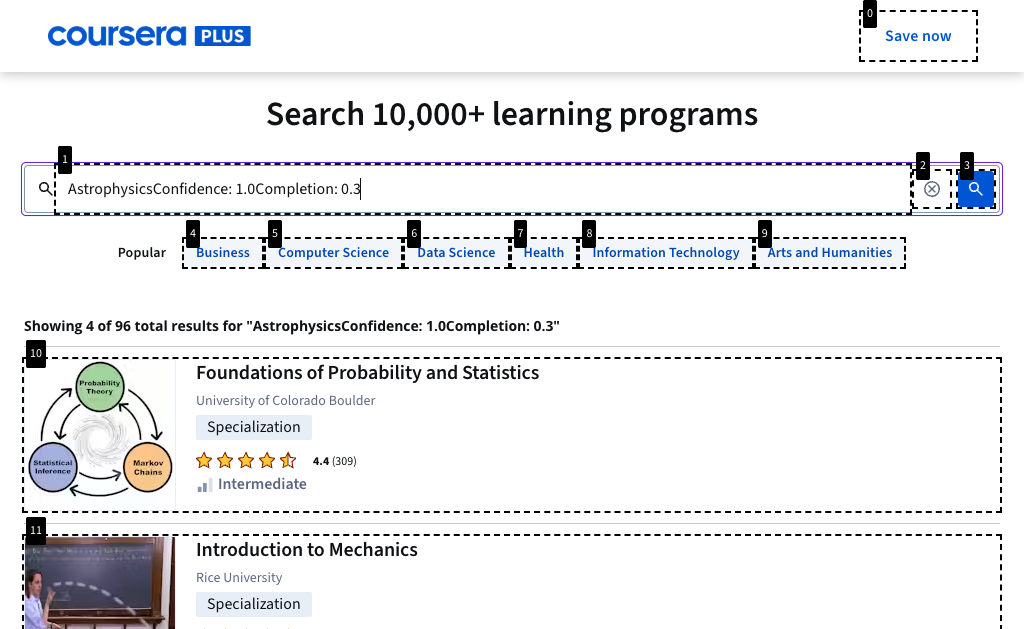 coursera PLUS
0
Save now
Search 10,000+ learning programs
1
2
3
AstrophysicsConfidence: 1.0Completion: 0.3
4
5
6
7
8
9
Popular
Business
Computer Science
Data Science
Health
Information Technology
Arts and Humanities
Showing 4 of 96 total results for "AstrophysicsConfidence: 1.0Completion: 0.3"
10
Probability Theory
Statistical Inference
Markov Chains
Foundations of Probability and Statistics
University of Colorado Boulder
Specialization
4.4 (309)
Intermediate
11
Introduction to Mechanics
Rice University
Specialization